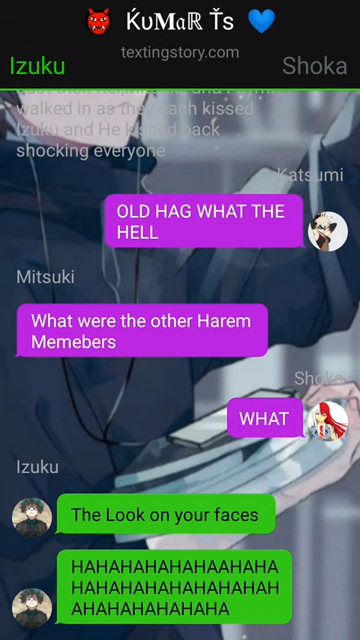 👹 ḰυMaℝ Ťs 💙
textingstory.com
Izuku
Shoka
walked in as they each kissed
Izuku and He kissed back
shocking everyone
Katsumi
OLD HAG WHAT THE
HELL
Mitsuki
What were the other Harem
Memebers
Shoka
WHAT
Izuku
The Look on your faces
HAHAHAHAHAHAAHAHA
HAHAHAHAHAHAHAHAH
AHAHAHAHAHAHA